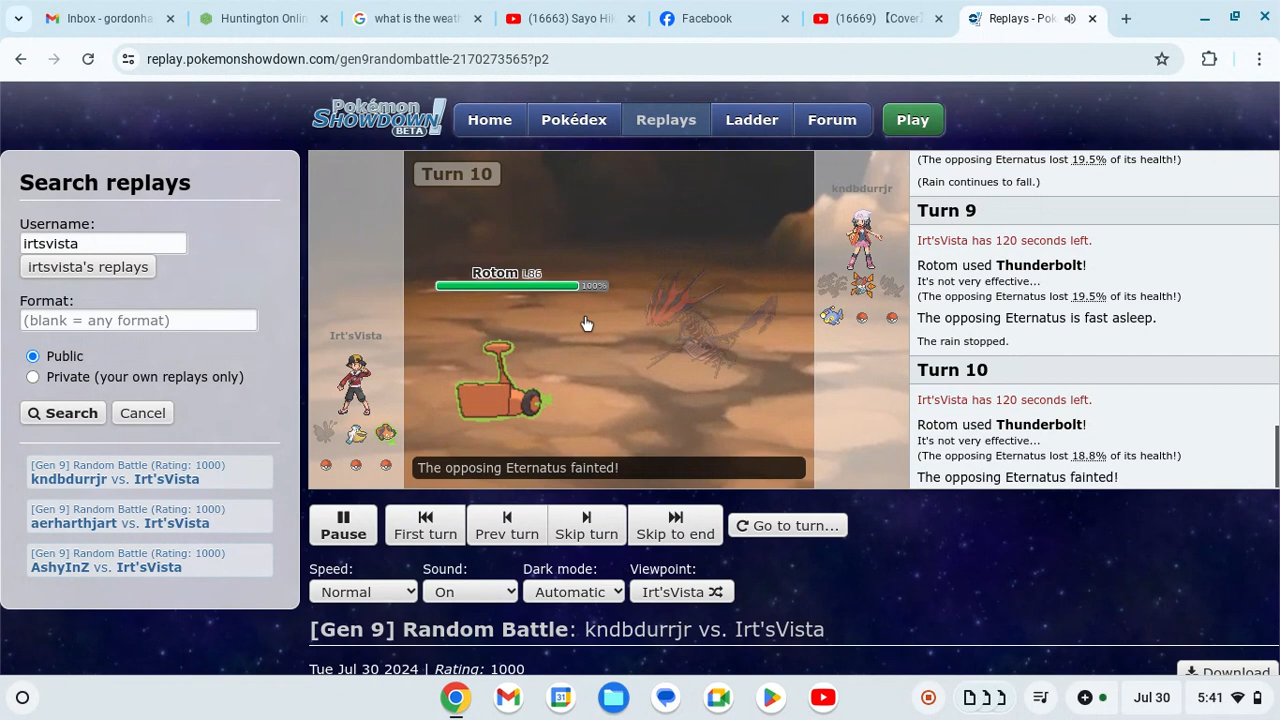 Inbox - gordonha
Huntington Onlin
what is the weath
(16663) Sayo Hik
Facebook
(16669) 【Cover】
Replays - Pok
replay.pokemonshowdown.com/gen9randombattle-2170273565?p2
Pokémon
SHOWDOWN!
BETA
Home
Pokédex
Replays
Ladder
Forum
Play
Search replays
Username:
irtsvista
irtsvista's replays
Format:
(blank = any format)
Public
Private (your own replays only)
Search
Cancel
[Gen 9] Random Battle (Rating: 1000)
kndbdurrjr vs. Irt'sVista
[Gen 9] Random Battle (Rating: 1000)
aerharthjart vs. Irt'sVista
[Gen 9] Random Battle (Rating: 1000)
AshyInZ vs. Irt'sVista
Turn 10
Irt'sVista
kndbdurrjr
Rotom L86
100%
The opposing Eternatus fainted!
(The opposing Eternatus lost 19.5% of its health!)
(Rain continues to fall.)
Turn 9
Irt'sVista has 120 seconds left.
Rotom used Thunderbolt!
It's not very effective...
(The opposing Eternatus lost 19.5% of its health!)
The opposing Eternatus is fast asleep.
The rain stopped.
Turn 10
Irt'sVista has 120 seconds left.
Rotom used Thunderbolt!
It's not very effective...
(The opposing Eternatus lost 18.8% of its health!)
The opposing Eternatus fainted!
Pause
First turn
Prev turn
Skip turn
Skip to end
Go to turn...
Speed:
Normal
Sound:
On
Dark mode:
Automatic
Viewpoint:
Irt'sVista
[Gen 9] Random Battle: kndbdurrjr vs. Irt'sVista
Tue Jul 30 2024 | Rating: 1000
Download
Jul 30
5:41